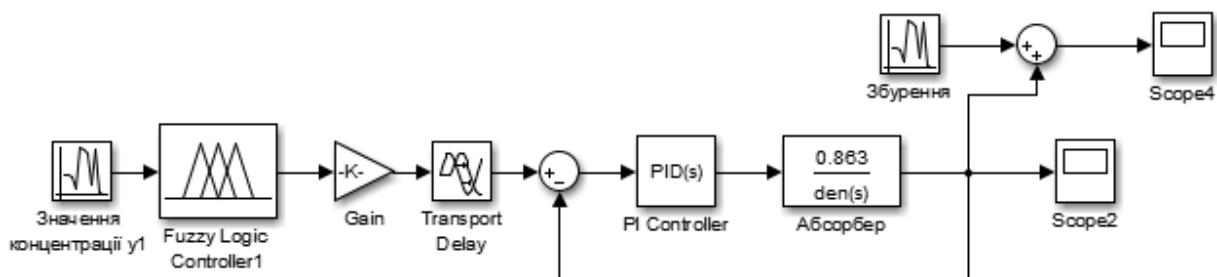 Збурення
Scope4
-K-
PID(s)
0.863
den(s)
Значення
концентрації y1
Fuzzy Logic
Controller1
Gain
Transport
Delay
PI Controller
Абсорбер
Scope2